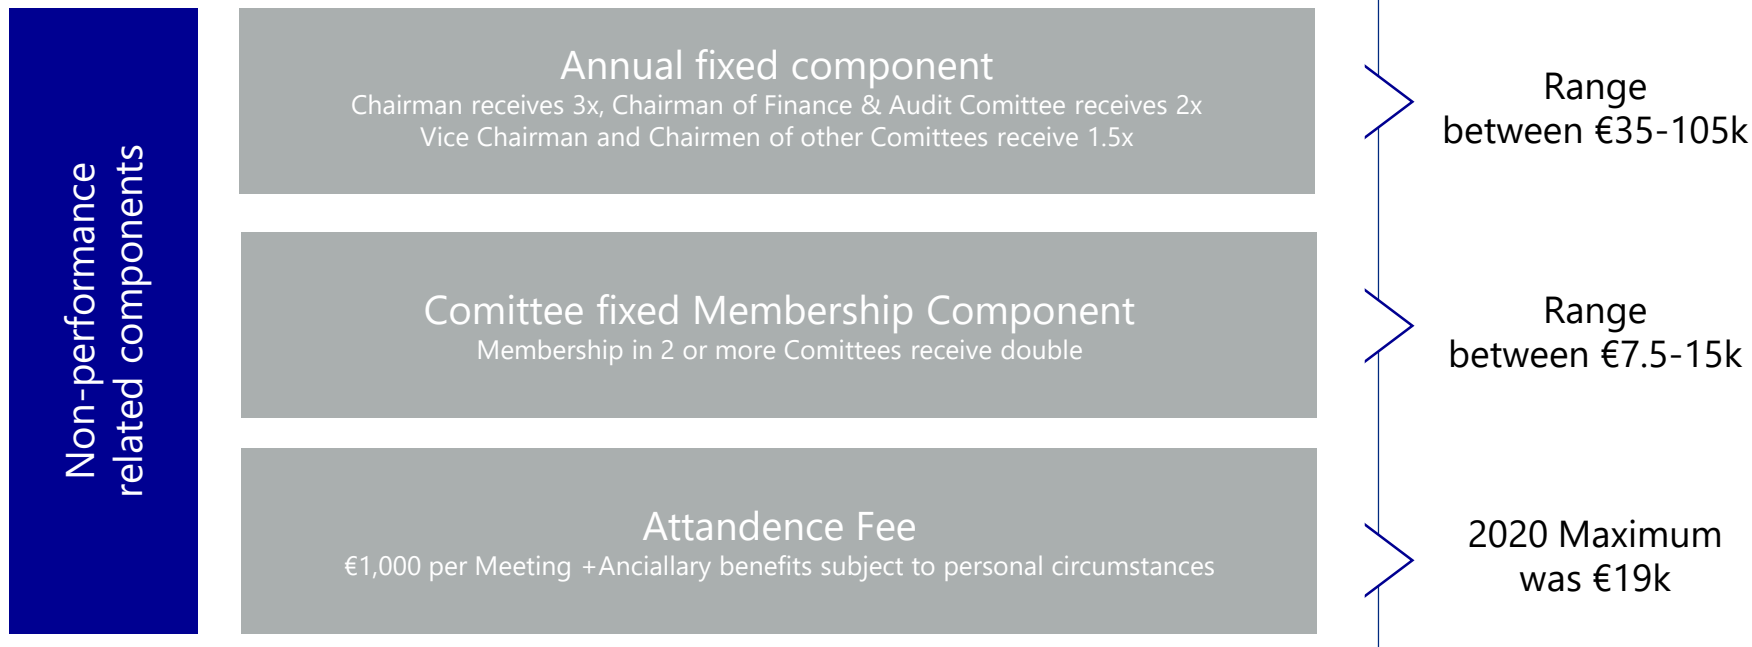 Non-performance
related components
Annual fixed component
Chairman receives 3x, Chairman of Finance & Audit Comittee receives 2x
Vice Chairman and Chairmen of other Comittees receive 1.5x
Range
between €35-105k
Comittee fixed Membership Component
Membership in 2 or more Comittees receive double
Range
between €7.5-15k
Attandence Fee
€1,000 per Meeting +Anciallary benefits subject to personal circumstances
2020 Maximum
was €19k